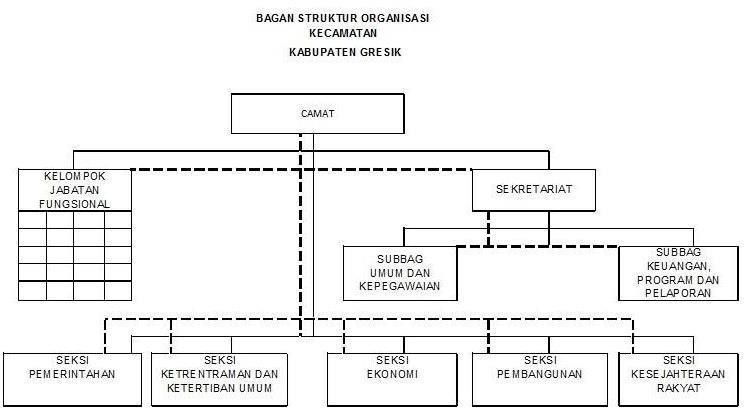 BAGAN STRUKTUR ORGANISASI
KECAMATAN
KABUPATEN GRESIK
CAMAT
KELOMPOK
JABATAN
FUNGSIONAL
SEKRETARIAT
SUBBAG
UMUM DAN
KEPEGAWAIAN
SUBBAG
KEUANGAN,
PROGRAM DAN
PELAPORAN
SEKSI
PEMERINTAHAN
SEKSI
KETRENTRAMAN DAN
KETERTIBAN UMUM
SEKSI
EKONOMI
SEKSI
PEMBANGUNAN
SEKSI
KESEJAHTERAAN
RAKYAT